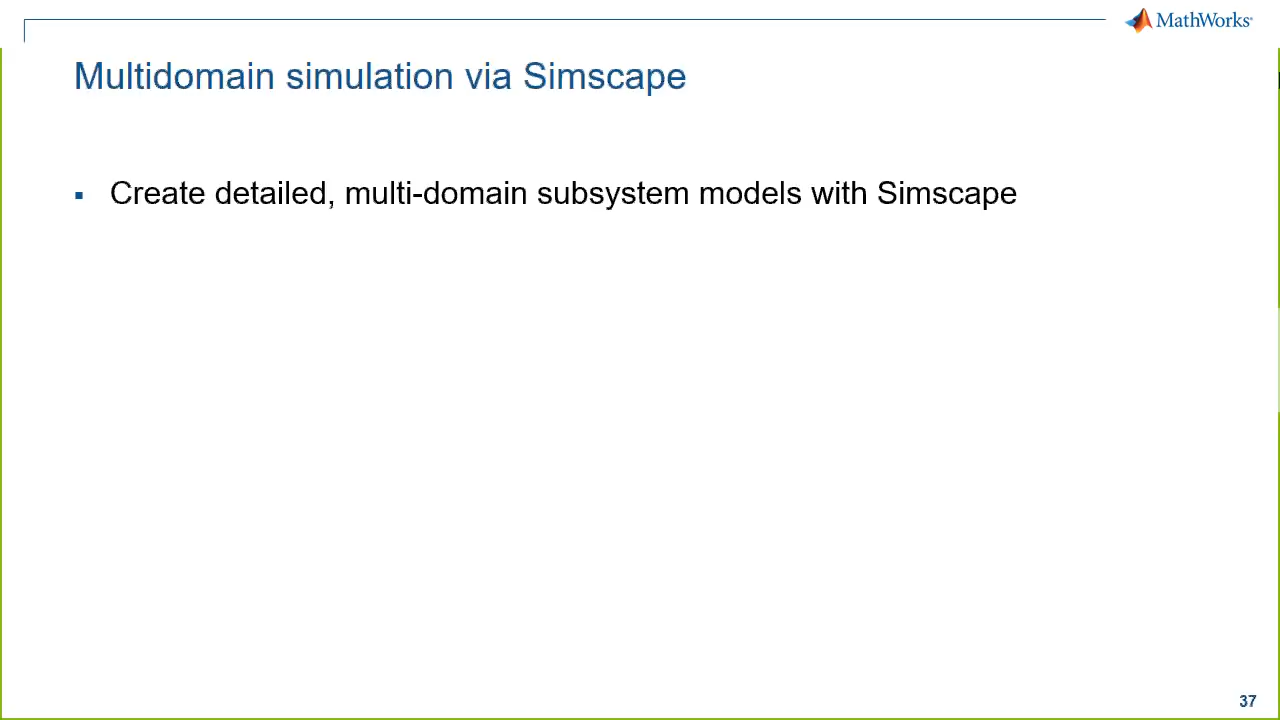 MathWorks
Multidomain simulation via Simscape
▪ Create detailed, multi-domain subsystem models with Simscape
37